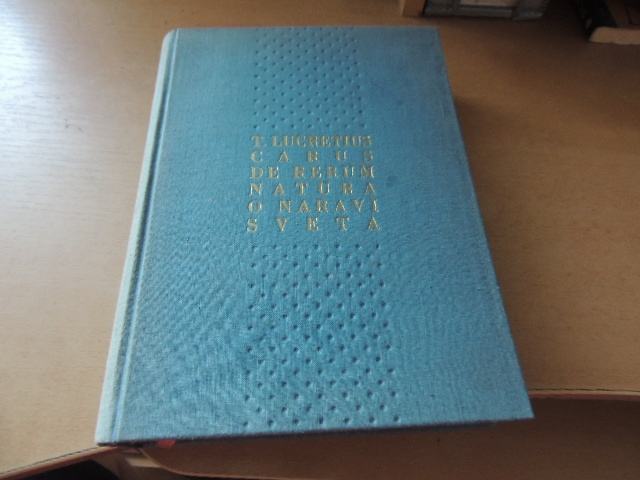 T. LUCRETIUS
CARUS
DE RERUM
NATURA
O NARAVI
SVETA